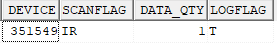 DEVICE SCANFLAG DATA_QTY LOGFLAG
351549 IR 1 T